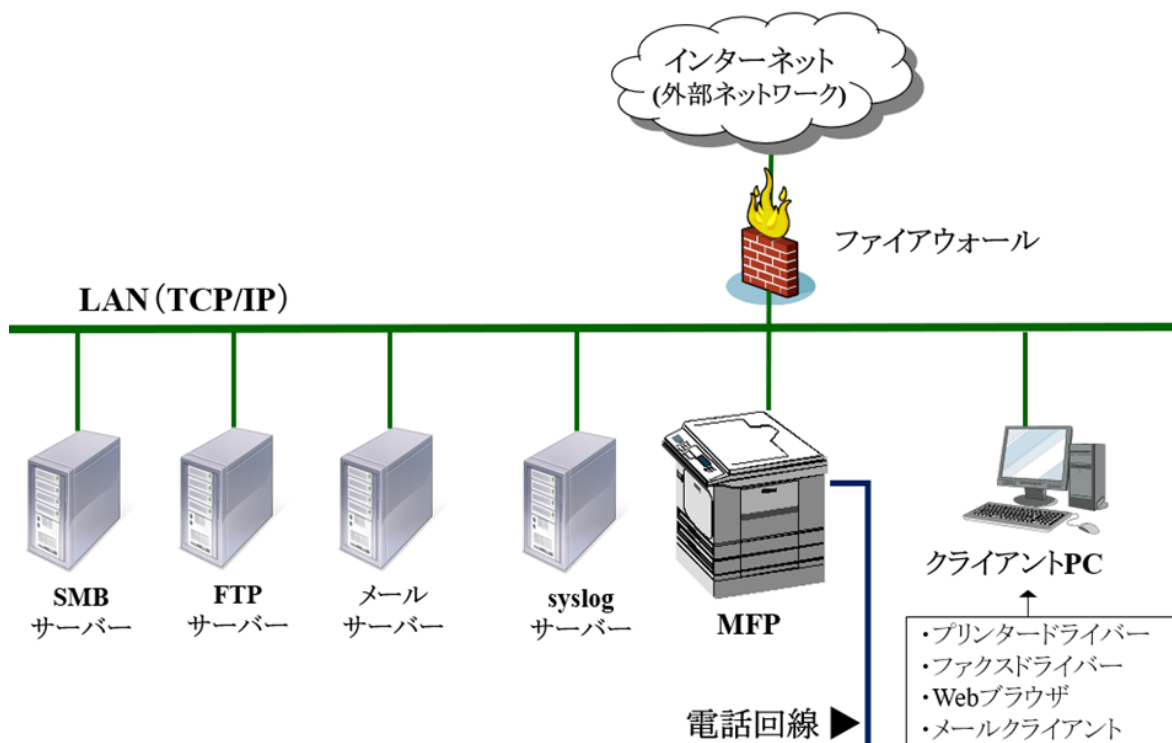 インターネット
(外部ネットワーク)
ファイアウォール
LAN(TCP/IP)
SMB
サーバー
FTP
サーバー
メール
サーバー
syslog
サーバー
MFP
クライアントPC
・プリンタードライバー
・ファクスドライバー
・Webブラウザ
・メールクライアント
電話回線 ▶